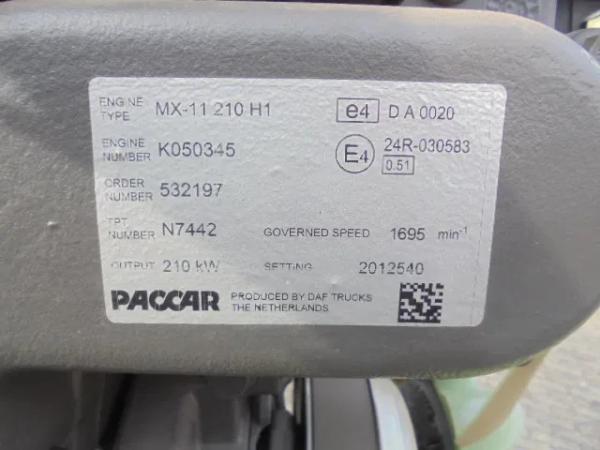 ENGINE TYPE MX-11 210 H1 e4 D A 0020
ENGINE NUMBER K050345 E4 24R-030583
0.51
ORDER NUMBER 532197
TPT NUMBER N7442 GOVERNED SPEED 1695 min-1
OUTPUT 210 kW SETTING 2012540
PACCAR PRODUCED BY DAF TRUCKS
THE NETHERLANDS